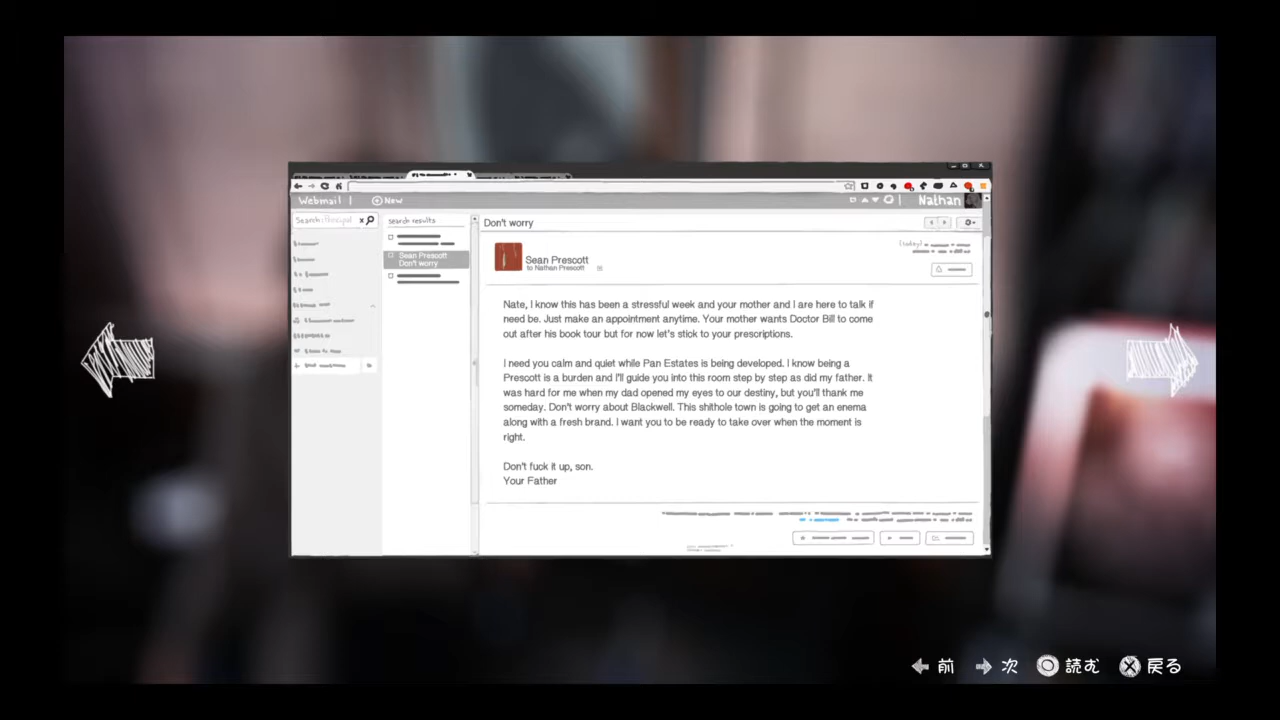 Webmail |
New
Nathan
Search: Principal x
search results
Don't worry
Sean Prescott
Don't worry
Sean Prescott
to Nathan Prescott
(today)
Nate, I know this has been a stressful week and your mother and I are here to talk if
need be. Just make an appointment anytime. Your mother wants Doctor Bill to come
out after his book tour but for now let's stick to your prescriptions.
I need you calm and quiet while Pan Estates is being developed. I know being a
Prescott is a burden and I'll guide you into this room step by step as did my father. It
was hard for me when my dad opened my eyes to our destiny, but you'll thank me
someday. Don't worry about Blackwell. This shithole town is going to get an enema
along with a fresh brand. I want you to be ready to take over when the moment is
right.
Don't fuck it up, son.
Your Father
前 次 読む 戻る